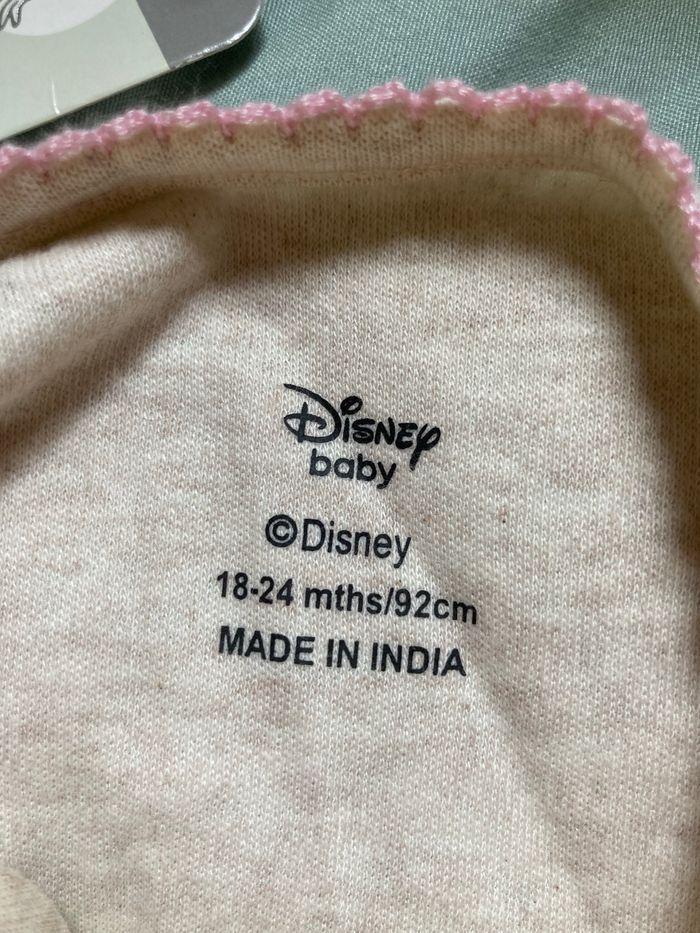 Disney
baby
©Disney
18-24 mths/92cm
MADE IN INDIA